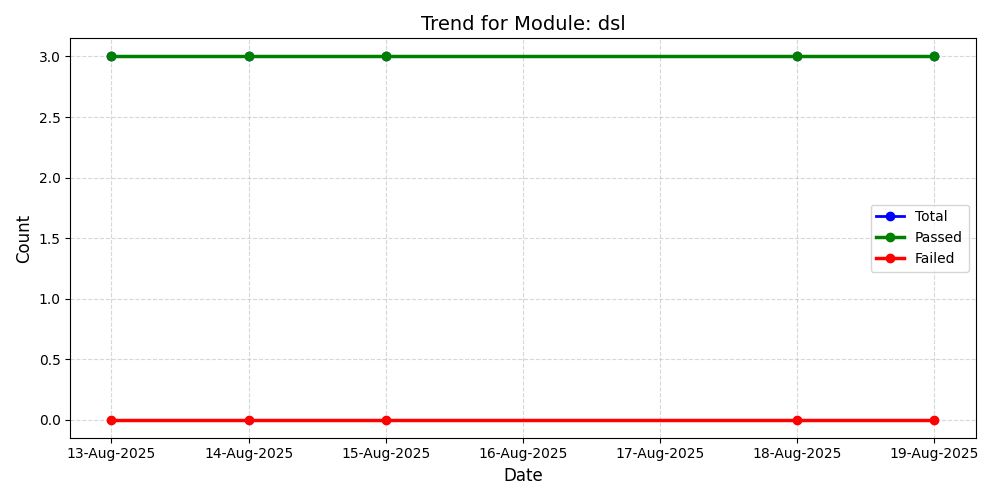 Trend for Module: dsl
3.0
2.5
2.0
1.5
1.0
0.5
0.0
Count
Total
Passed
Failed
13-Aug-2025 14-Aug-2025 15-Aug-2025 16-Aug-2025 17-Aug-2025 18-Aug-2025 19-Aug-2025
Date